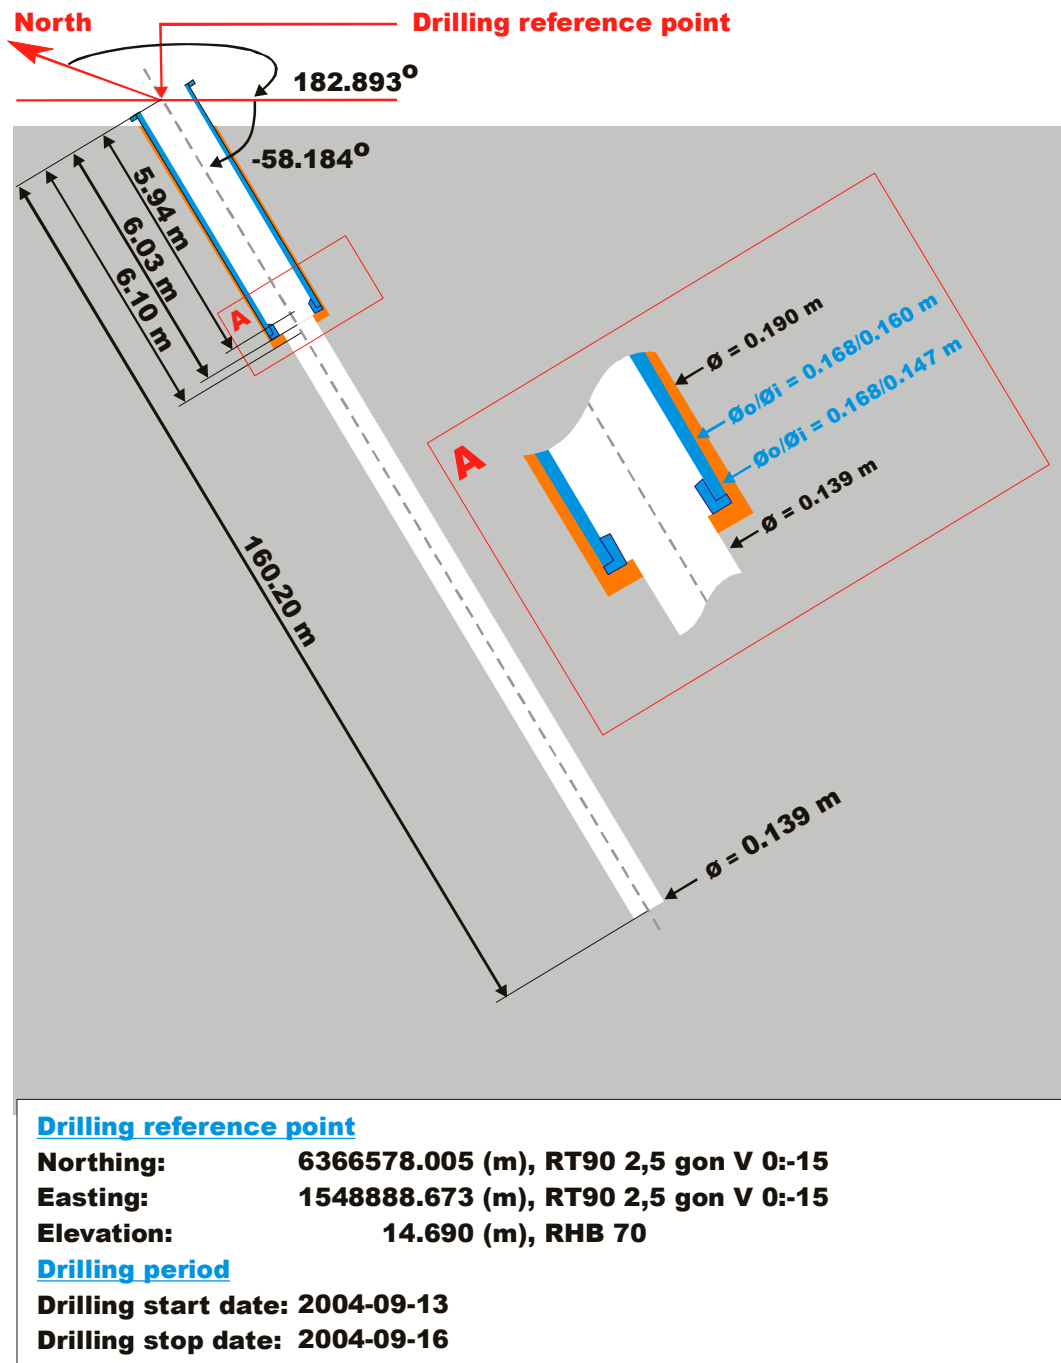 North
Drilling reference point
182.893°
-58.184°
5.94 m
6.03 m
6.10 m
160.20 m
A
A
ø = 0.190 m
Øo/Øi = 0.168/0.160 m
Øo/Øi = 0.168/0.147 m
ø = 0.139 m
ø = 0.139 m
Drilling reference point
Northing: 6366578.005 (m), RT90 2,5 gon V 0:-15
Easting: 1548888.673 (m), RT90 2,5 gon V 0:-15
Elevation: 14.690 (m), RHB 70
Drilling period
Drilling start date: 2004-09-13
Drilling stop date: 2004-09-16